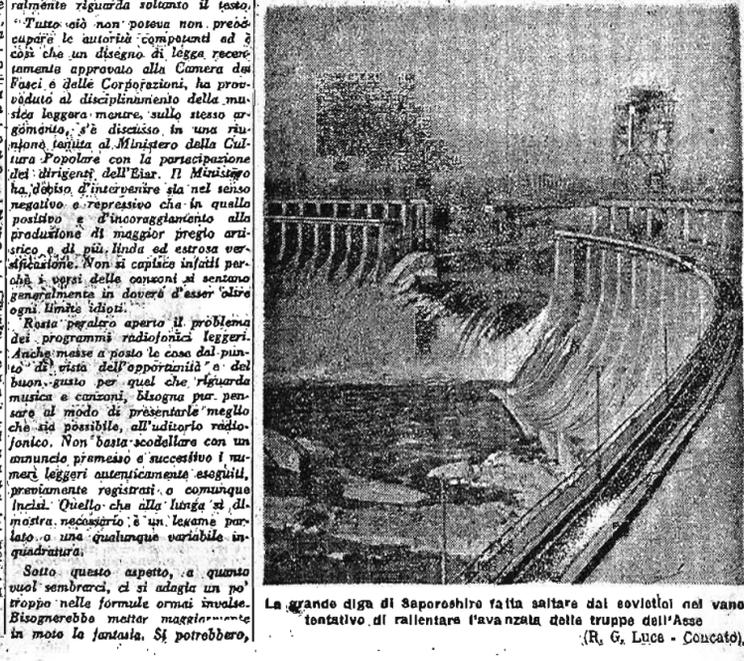 ralmente riguarda soltanto il testo.
"Tutto ciò non poteva non preoc-
cupare le autorità competenti ed è
così che un disegno di legge recen-
temente approvato alla Camera dei
Fasci e delle Corporazioni, ha prov-
veduto al disciplinamento della mu-
sica leggera mentre, sullo stesso ar-
gomento, s'è discusso in una riu-
nione tenuta al Ministero della Cul-
tura Popolare con la partecipazione
dei dirigenti dell'Eiar. Il Ministero
ha deciso d'intervenire sia nel senso
negativo e repressivo che in quello
positivo e d'incoraggiamento alla
produzione di maggior pregio arti-
stico e di più linda ed estrosa ver-
sificazione. Non si capisce infatti per-
chè i versi delle canzoni si sentano
generalmente in dovere d'esser oltre
ogni limite idioti.
Resta peraltro aperto il problema
dei programmi radiofonici leggeri.
Anche messe a posto le cose dal pun-
to di vista dell'opportunità e del
buon gusto per quel che riguarda
musica e canzoni, bisogna pur pen-
sare al modo di presentarle meglio
che sia possibile, all'uditorio radio-
fonico. Non basta scodellare con un
annuncio premesso e successivo i nu-
meri leggeri autenticamente eseguiti,
previamente registrati o comunque
incisi. Quello che alla lunga si di-
mostra necessario è un legame par-
lato o una qualunque variabile in-
quadratura.
Sotto questo aspetto, a quanto
vuol sembrarci, ci si adagia un po'
troppo nelle formule ormai invalse.
Bisognerebbe metter maggiormente
in moto la fantasia. Si potrebbero,
La grande diga di Saporoshire fatta saltare dai sovietici nel vano
tentativo di rallentare l'avanzata delle truppe dell'Asse
(R. G. Luce - Concato)